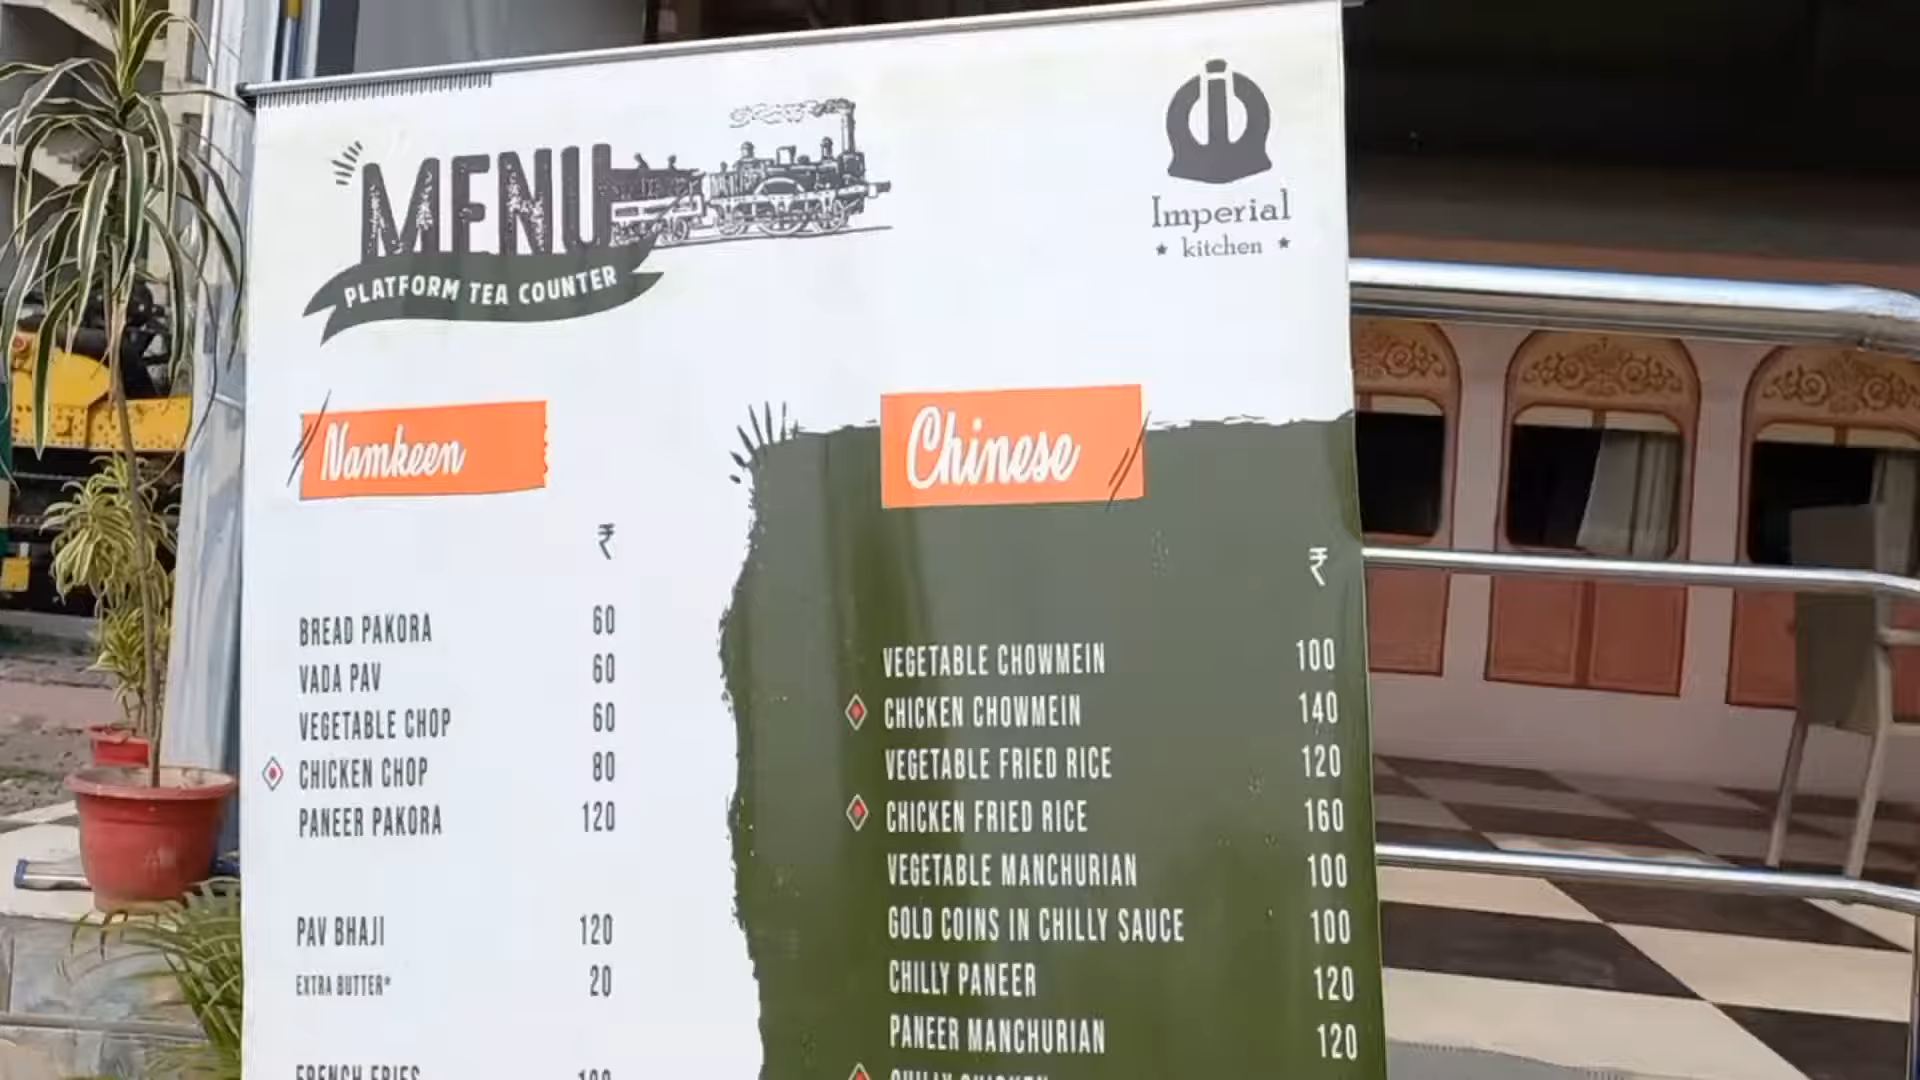 MENU
PLATFORM TEA COUNTER
Imperial
kitchen
Namkeen
₹
BREAD PAKORA 60
VADA PAV 60
VEGETABLE CHOP 60
CHICKEN CHOP 80
PANEER PAKORA 120
PAV BHAJI 120
EXTRA BUTTER* 20
FRENCH FRIES 100
Chinese
₹
VEGETABLE CHOWMEIN 100
CHICKEN CHOWMEIN 140
VEGETABLE FRIED RICE 120
CHICKEN FRIED RICE 160
VEGETABLE MANCHURIAN 100
GOLD COINS IN CHILLY SAUCE 100
CHILLY PANEER 120
PANEER MANCHURIAN 120
CHILLY CHICKEN